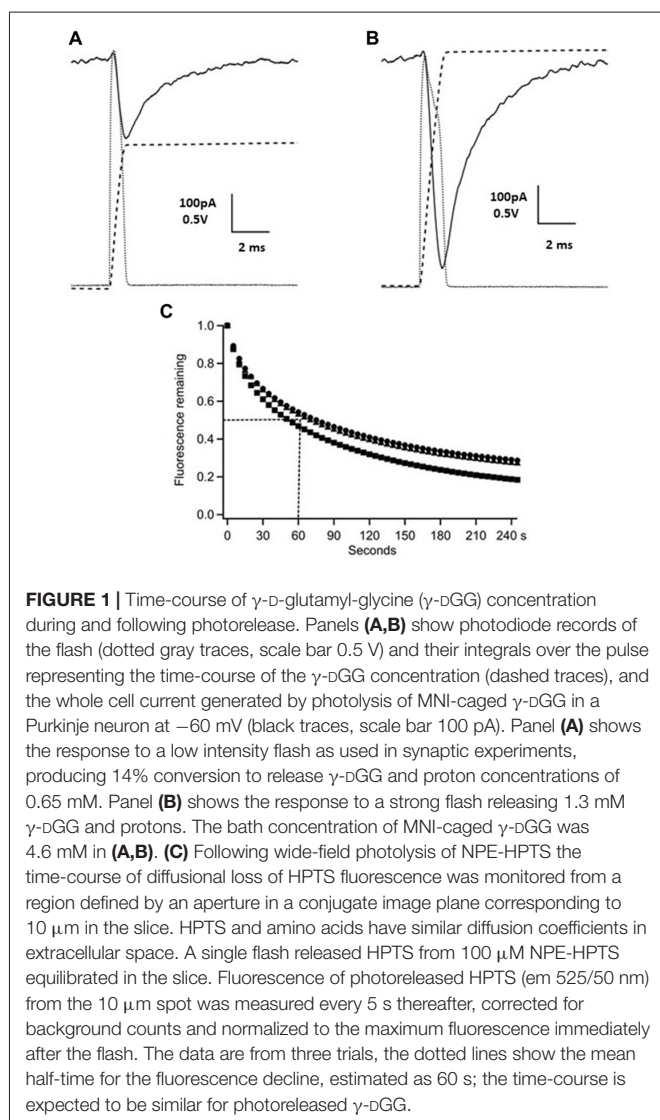 A
B
100pA
0.5V
2 ms
100pA
0.5V
2 ms
C
1.0
0.8
0.6
0.4
0.2
0.0
Fluorescence remaining
0 30 60 90 120 150 180 210 240 s
Seconds
FIGURE 1 | Time-course of γ-D-glutamyl-glycine (γ-DGG) concentration
during and following photorelease. Panels (A,B) show photodiode records of
the flash (dotted gray traces, scale bar 0.5 V) and their integrals over the pulse
representing the time-course of the γ-DGG concentration (dashed traces), and
the whole cell current generated by photolysis of MNI-caged γ-DGG in a
Purkinje neuron at −60 mV (black traces, scale bar 100 pA). Panel (A) shows
the response to a low intensity flash as used in synaptic experiments,
producing 14% conversion to release γ-DGG and proton concentrations of
0.65 mM. Panel (B) shows the response to a strong flash releasing 1.3 mM
γ-DGG and protons. The bath concentration of MNI-caged γ-DGG was
4.6 mM in (A,B). (C) Following wide-field photolysis of NPE-HPTS the
time-course of diffusional loss of HPTS fluorescence was monitored from a
region defined by an aperture in a conjugate image plane corresponding to
10 μm in the slice. HPTS and amino acids have similar diffusion coefficients in
extracellular space. A single flash released HPTS from 100 μM NPE-HPTS
equilibrated in the slice. Fluorescence of photoreleased HPTS (em 525/50 nm)
from the 10 μm spot was measured every 5 s thereafter, corrected for
background counts and normalized to the maximum fluorescence immediately
after the flash. The data are from three trials, the dotted lines show the mean
half-time for the fluorescence decline, estimated as 60 s; the time-course is
expected to be similar for photoreleased γ-DGG.